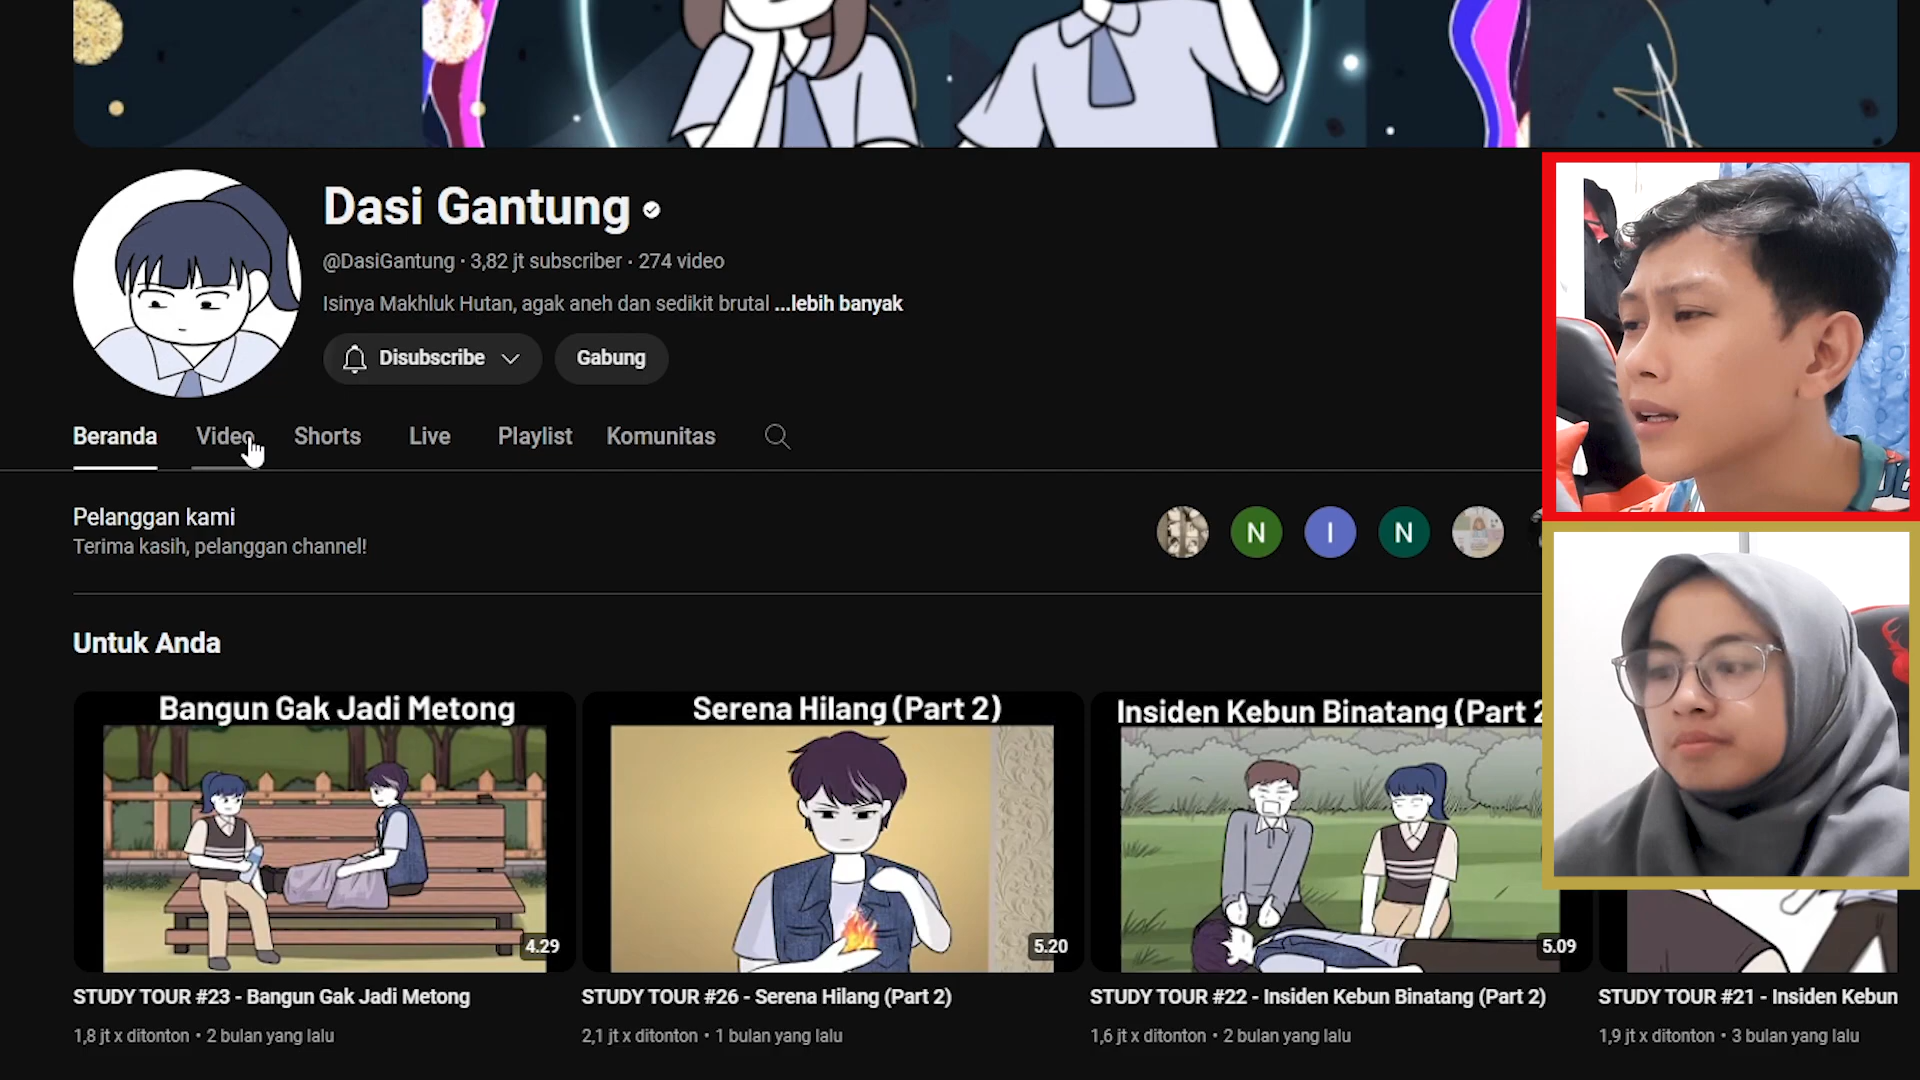 Dasi Gantung
@DasiGantung · 3,82 jt subscriber · 274 video
Isinya Makhluk Hutan, agak aneh dan sedikit brutal ...lebih banyak
Disubscribe
Gabung
Beranda Video Shorts Live Playlist Komunitas
Pelanggan kami
Terima kasih, pelanggan channel!
N I N
Untuk Anda
Bangun Gak Jadi Metong
4.29
STUDY TOUR #23 - Bangun Gak Jadi Metong
1,8 jt x ditonton • 2 bulan yang lalu
Serena Hilang (Part 2)
5.20
STUDY TOUR #26 - Serena Hilang (Part 2)
2,1 jt x ditonton • 1 bulan yang lalu
Insiden Kebun Binatang (Part 2
5.09
STUDY TOUR #22 - Insiden Kebun Binatang (Part 2)
1,6 jt x ditonton • 2 bulan yang lalu
STUDY TOUR #21 - Insiden Kebun
1,9 jt x ditonton • 3 bulan yang lalu